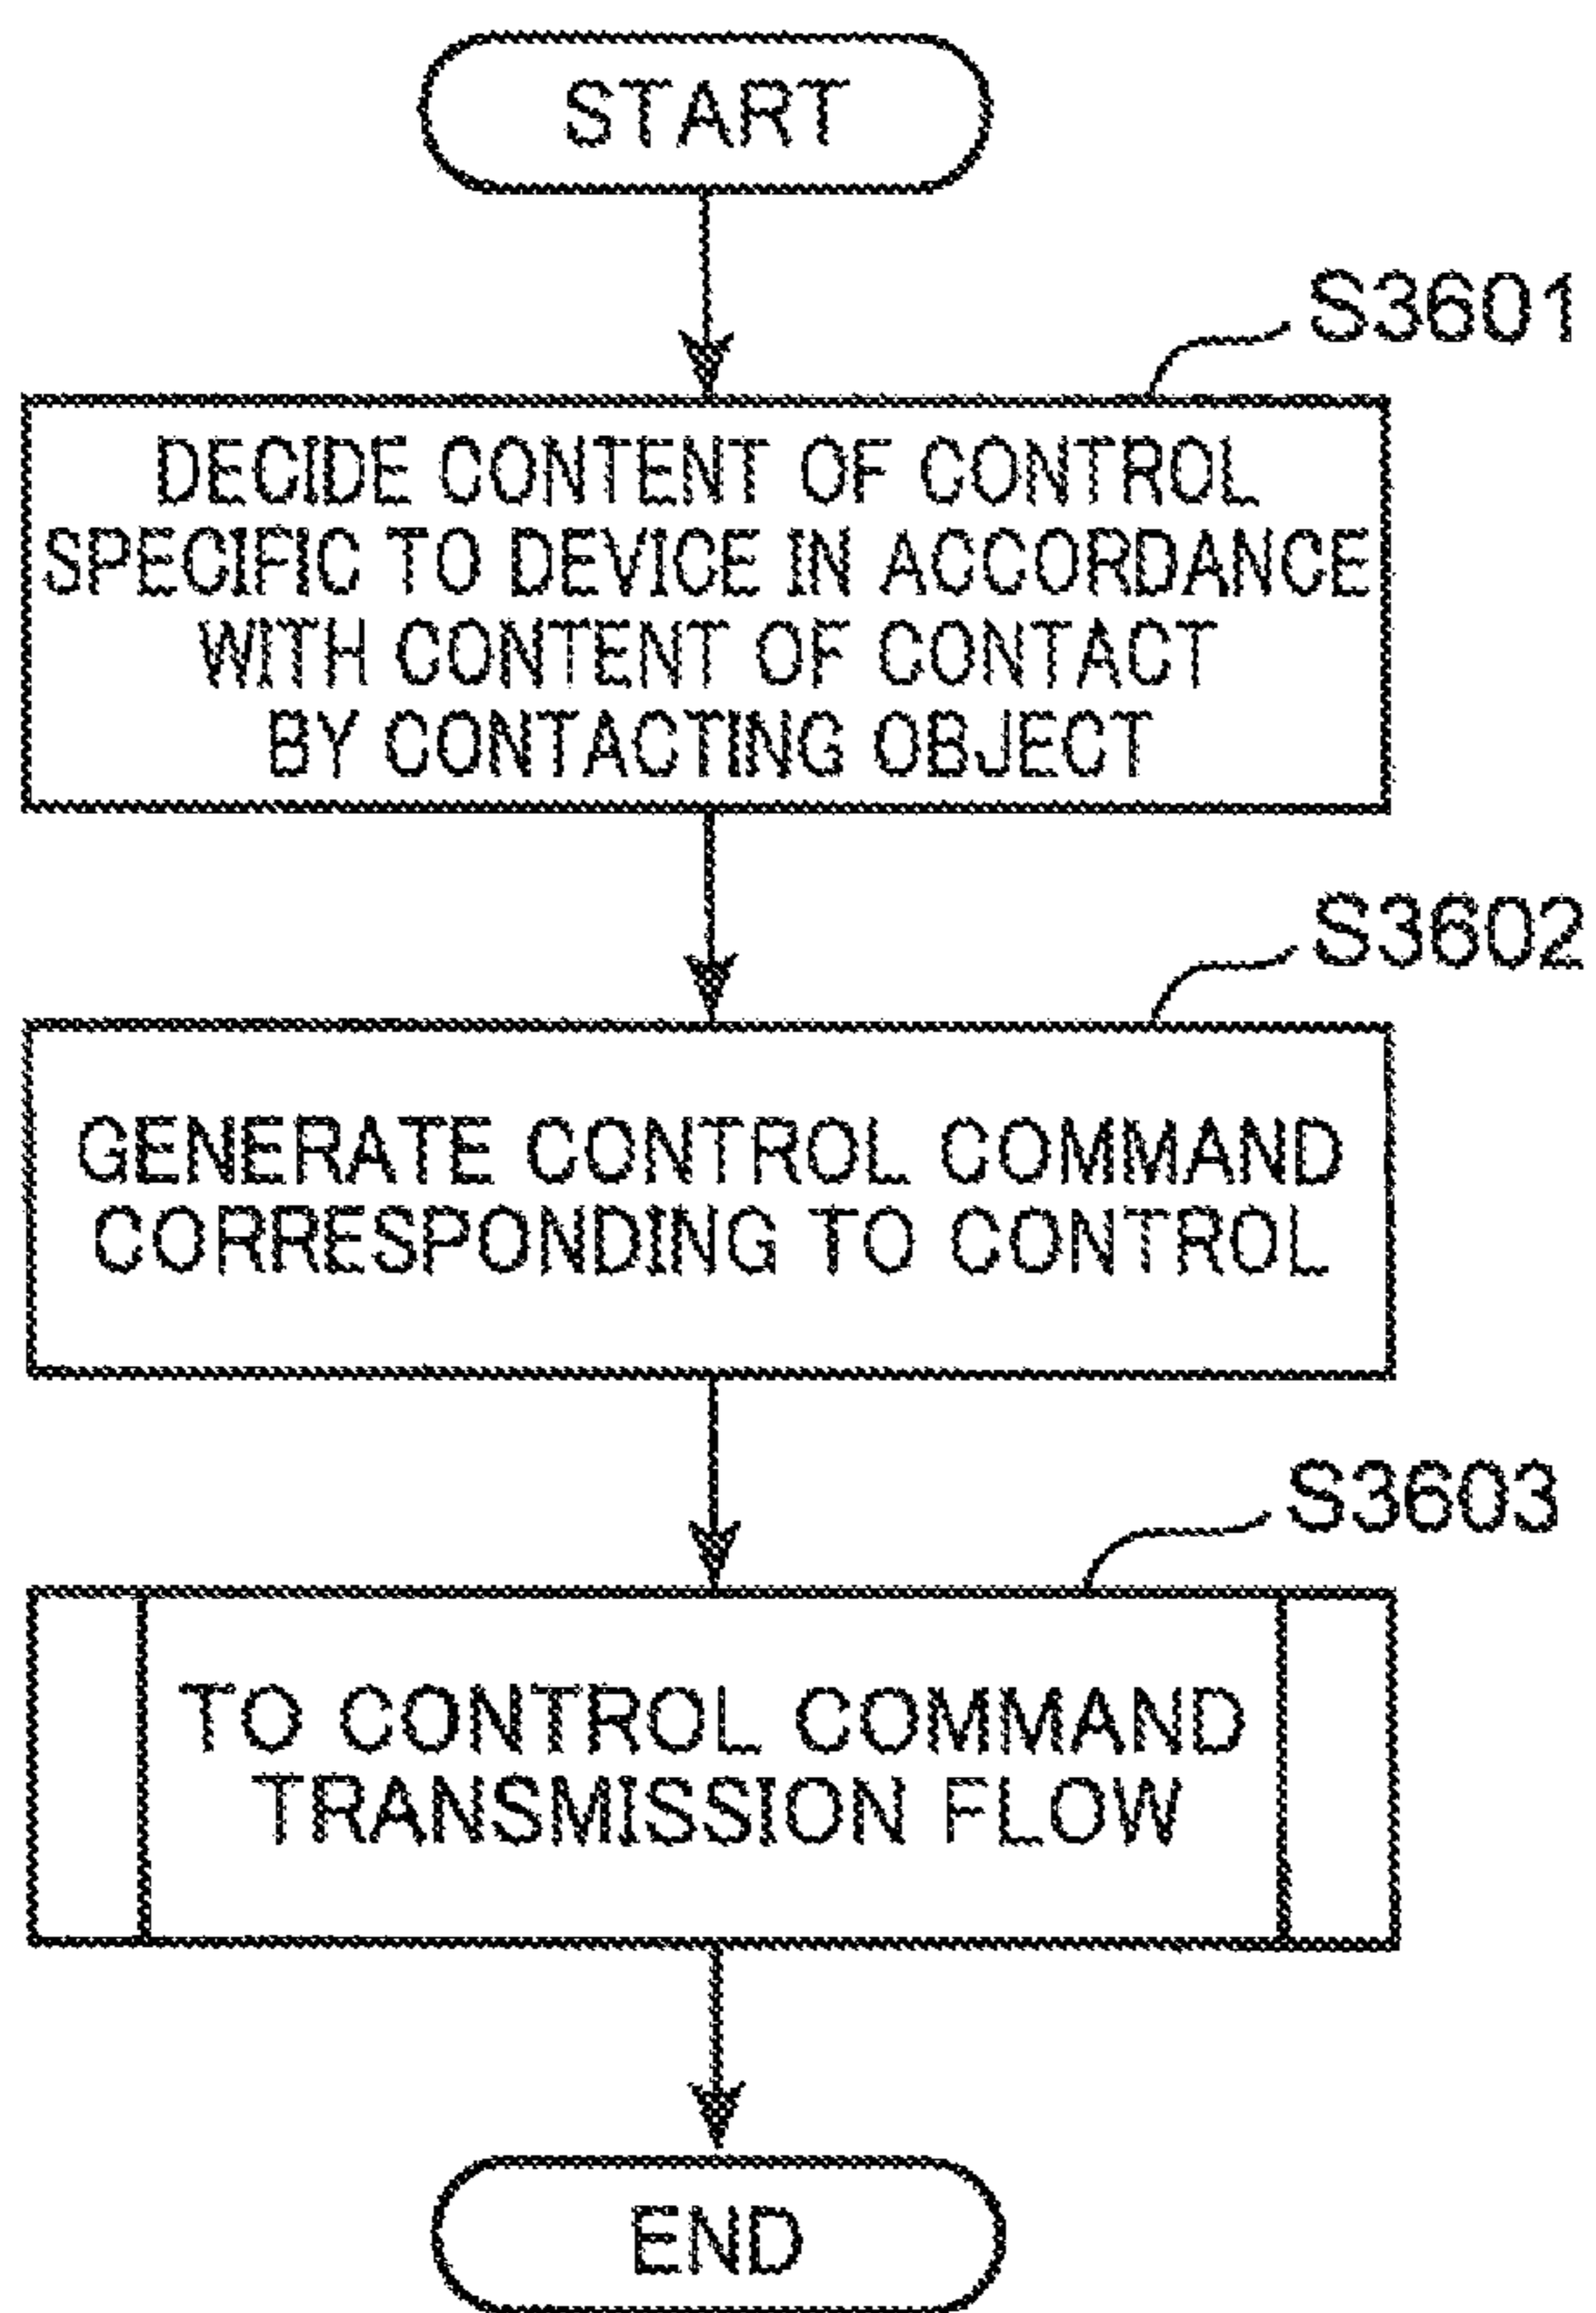 START
S3601
DECIDE CONTENT OF CONTROL
SPECIFIC TO DEVICE IN ACCORDANCE
WITH CONTENT OF CONTACT
BY CONTACTING OBJECT
S3602
GENERATE CONTROL COMMAND
CORRESPONDING TO CONTROL
S3603
TO CONTROL COMMAND
TRANSMISSION FLOW
END